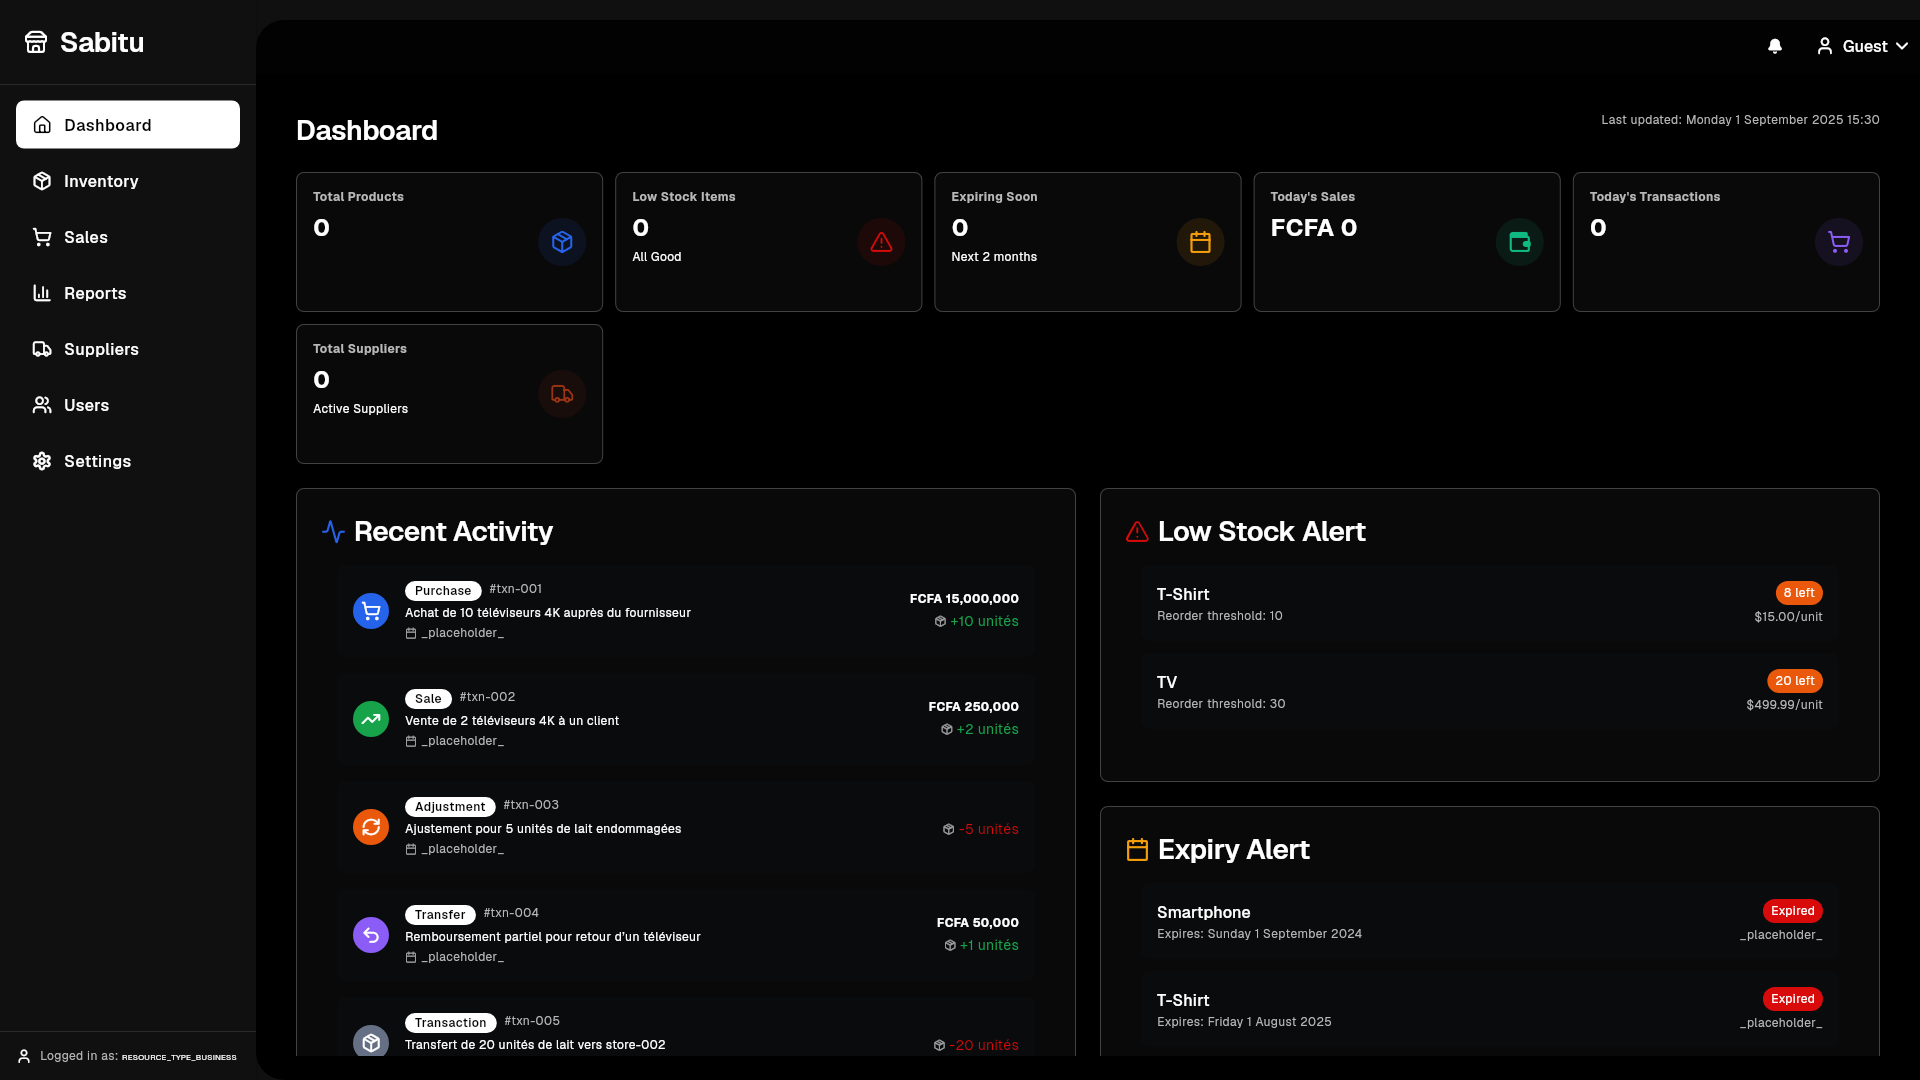 Sabitu
Guest
Dashboard
Inventory
Sales
Reports
Suppliers
Users
Settings
Logged in as: RESOURCE_TYPE_BUSINESS
Dashboard
Last updated: Monday 1 September 2025 15:30
Total Products
0
Low Stock Items
0
All Good
Expiring Soon
0
Next 2 months
Today's Sales
FCFA 0
Today's Transactions
0
Total Suppliers
0
Active Suppliers
Recent Activity
Purchase #txn-001
Achat de 10 téléviseurs 4K auprès du fournisseur
_placeholder_
FCFA 15,000,000
+10 unités
Sale #txn-002
Vente de 2 téléviseurs 4K à un client
_placeholder_
FCFA 250,000
+2 unités
Adjustment #txn-003
Ajustement pour 5 unités de lait endommagées
_placeholder_
-5 unités
Transfer #txn-004
Remboursement partiel pour retour d'un téléviseur
_placeholder_
FCFA 50,000
+1 unités
Transaction #txn-005
Transfert de 20 unités de lait vers store-002
-20 unités
Low Stock Alert
T-Shirt
Reorder threshold: 10
8 left
$15.00/unit
TV
Reorder threshold: 30
20 left
$499.99/unit
Expiry Alert
Smartphone
Expires: Sunday 1 September 2024
Expired
_placeholder_
T-Shirt
Expires: Friday 1 August 2025
Expired
_placeholder_